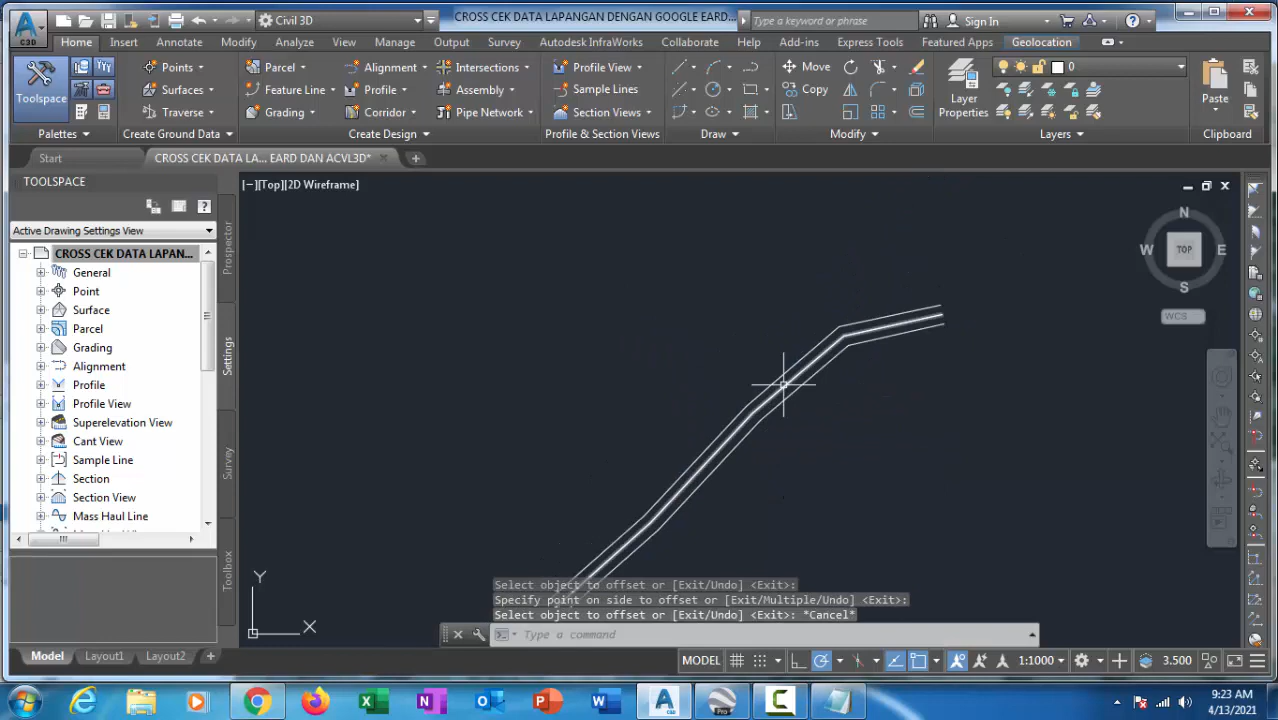 C3D
Civil 3D
CROSS CEK DATA LAPANGAN DENGAN GOOGLE EARD...
Type a keyword or phrase
Sign In
Home Insert Annotate Modify Analyze View Manage Output Survey Autodesk InfraWorks Collaborate Help Add-ins Express Tools Featured Apps Geolocation
Toolspace
Points
Surfaces
Traverse
Parcel
Feature Line
Grading
Alignment
Profile
Corridor
Intersections
Assembly
Pipe Network
Profile View
Sample Lines
Section Views
Move
Copy
Layer
Properties
0
Paste
Palettes Create Ground Data Create Design Profile & Section Views Draw Modify Layers Clipboard
Start CROSS CEK DATA LA... EARD DAN ACVL3D*
TOOLSPACE
Active Drawing Settings View
CROSS CEK DATA LAPAN...
General
Point
Surface
Parcel
Grading
Alignment
Profile
Profile View
Superelevation View
Cant View
Sample Line
Section
Section View
Mass Haul Line
Prospector
Settings
Survey
Toolbox
[−][Top][2D Wireframe]
N
W TOP E
S
WCS
Y
X
Select object to offset or [Exit/Undo] <Exit>:
Specify point on side to offset or [Exit/Multiple/Undo] <Exit>:
Select object to offset or [Exit/Undo] <Exit>: *Cancel*
Type a command
Model Layout1 Layout2
MODEL 1:1000 3.500
9:23 AM
4/13/2021